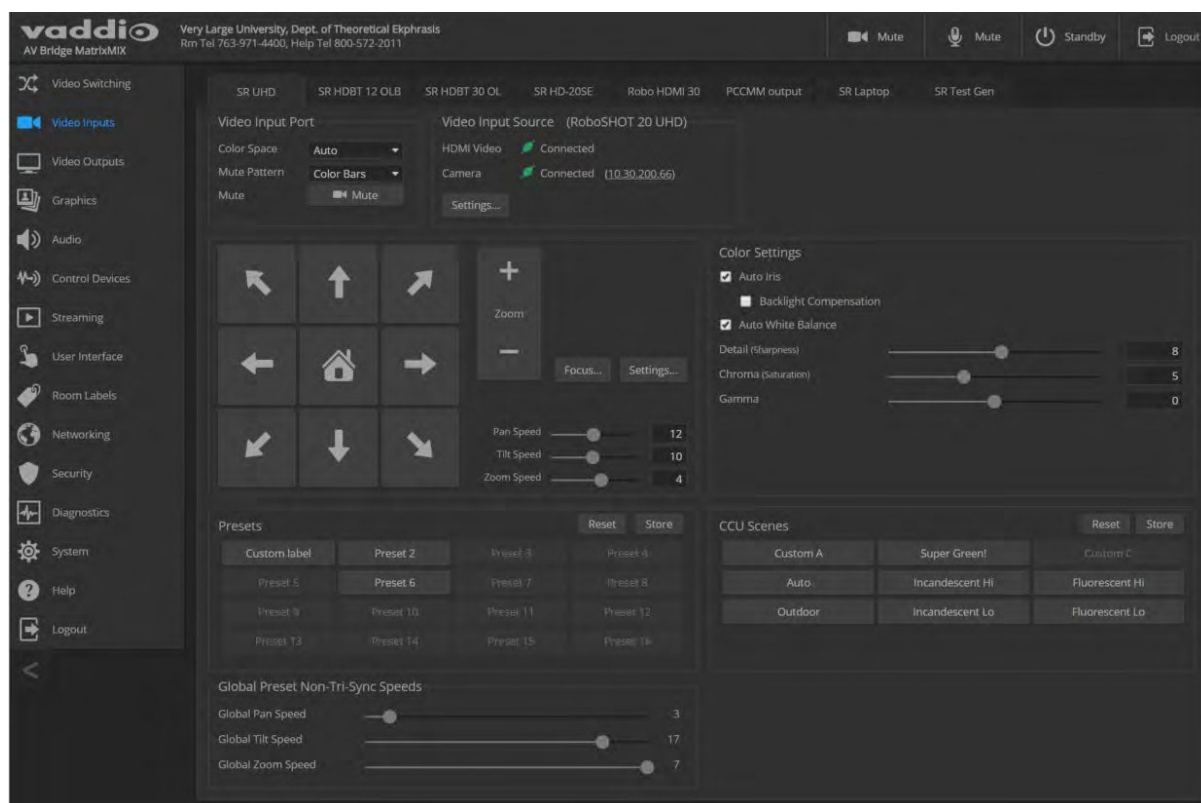 vaddio
AV Bridge MatrixMIX
Very Large University, Dept. of Theoretical Ekphrasis
Rm Tel 763-971-4400, Help Tel 800-572-2011
Mute
Mute
Standby
Logout
Video Switching
Video Inputs
Video Outputs
Graphics
Audio
Control Devices
Streaming
User Interface
Room Labels
Networking
Security
Diagnostics
System
Help
Logout
<
SR UHD SR HDBT 12 OLB SR HDBT 30 OL SR HD-20SE Robo HDMI 30 PCCMM output SR Laptop SR Test Gen
Video Input Port
Color Space Auto
Mute Pattern Color Bars
Mute Mute
Video Input Source (RoboSHOT 20 UHD)
HDMI Video Connected
Camera Connected (10.30.200.66)
Settings...
+
Zoom
−
Focus... Settings...
Pan Speed 12
Tilt Speed 10
Zoom Speed 4
Color Settings
Auto Iris
Backlight Compensation
Auto White Balance
Detail (Sharpness) 8
Chroma (Saturation) 5
Gamma 0
Presets Reset Store
Custom label Preset 2 Preset 3 Preset 4
Preset 5 Preset 6 Preset 7 Preset 8
Preset 9 Preset 10 Preset 11 Preset 12
Preset 13 Preset 14 Preset 15 Preset 16
CCU Scenes Reset Store
Custom A Super Green! Custom C
Auto Incandescent Hi Fluorescent Hi
Outdoor Incandescent Lo Fluorescent Lo
Global Preset Non-Tri-Sync Speeds
Global Pan Speed 3
Global Tilt Speed 17
Global Zoom Speed 7